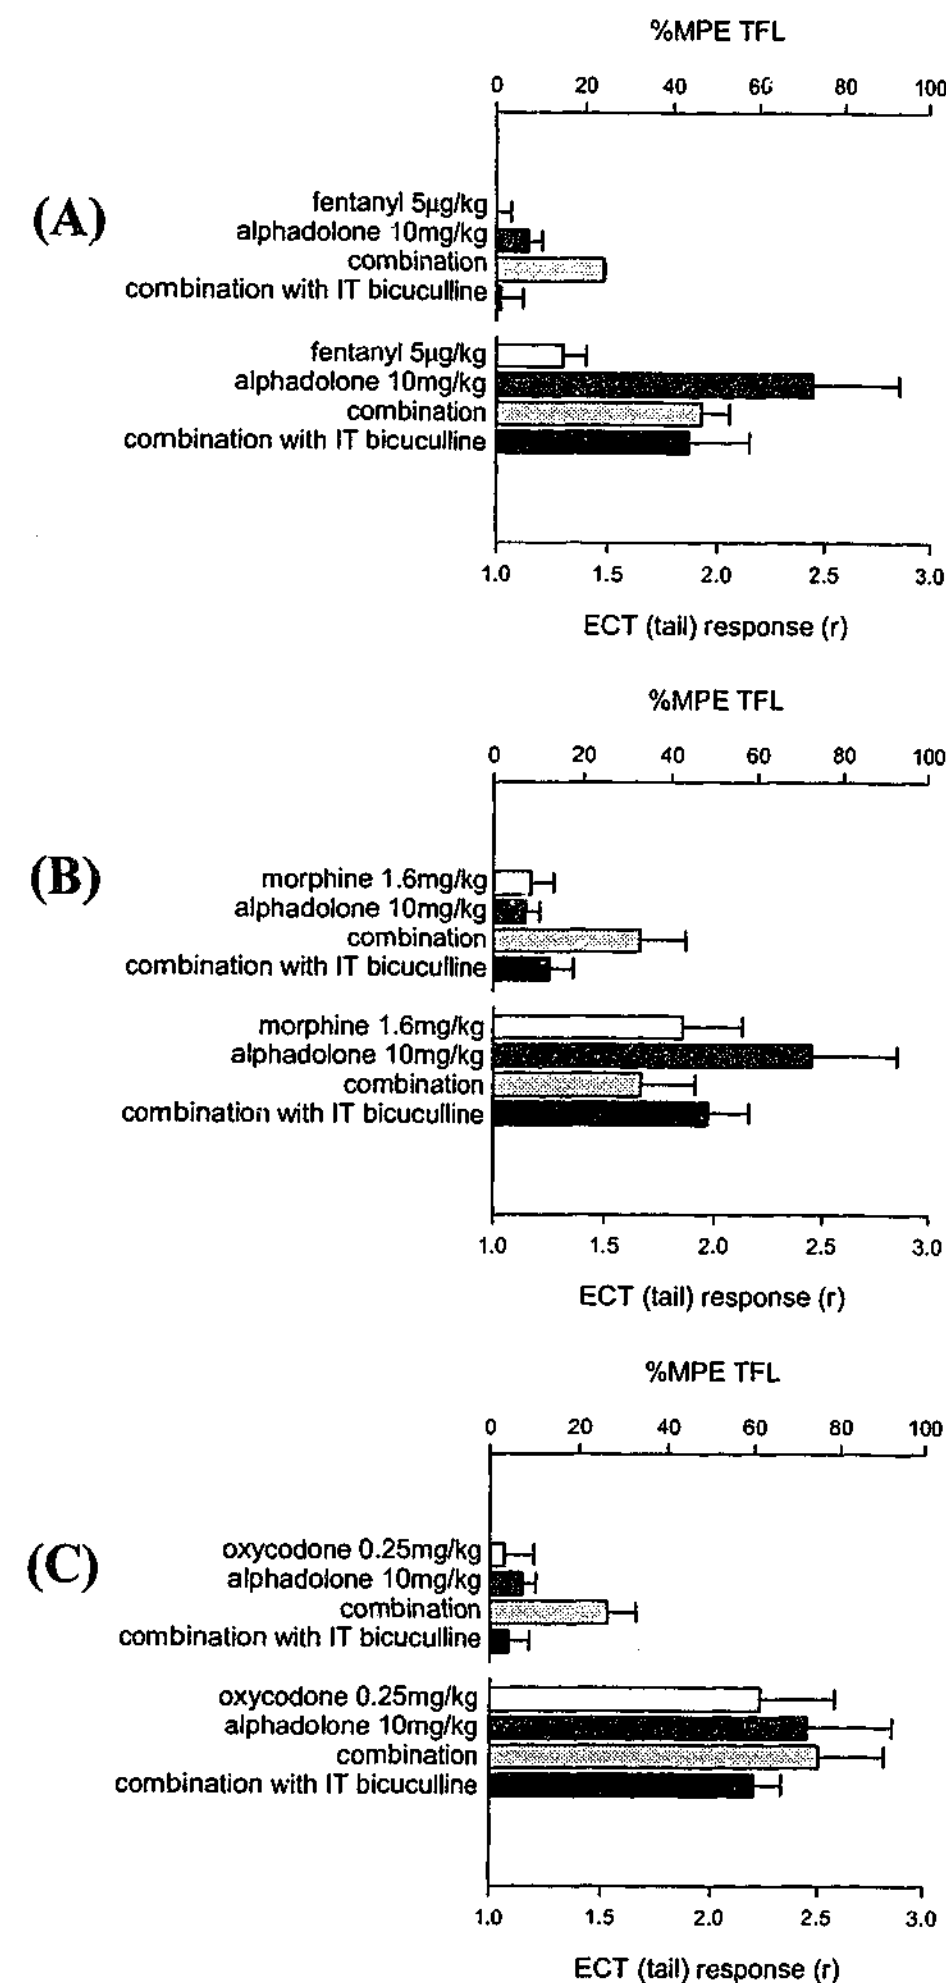 %MPE TFL
0 20 40 60 80 100
(A)
fentanyl 5µg/kg
alphadolone 10mg/kg
combination
combination with IT bicuculline
fentanyl 5µg/kg
alphadolone 10mg/kg
combination
combination with IT bicuculline
1.0 1.5 2.0 2.5 3.0
ECT (tail) response (r)
%MPE TFL
0 20 40 60 80 100
(B)
morphine 1.6mg/kg
alphadolone 10mg/kg
combination
combination with IT bicuculline
morphine 1.6mg/kg
alphadolone 10mg/kg
combination
combination with IT bicuculline
1.0 1.5 2.0 2.5 3.0
ECT (tail) response (r)
%MPE TFL
0 20 40 60 80 100
(C)
oxycodone 0.25mg/kg
alphadolone 10mg/kg
combination
combination with IT bicuculline
oxycodone 0.25mg/kg
alphadolone 10mg/kg
combination
combination with IT bicuculline
1.0 1.5 2.0 2.5 3.0
ECT (tail) response (r)